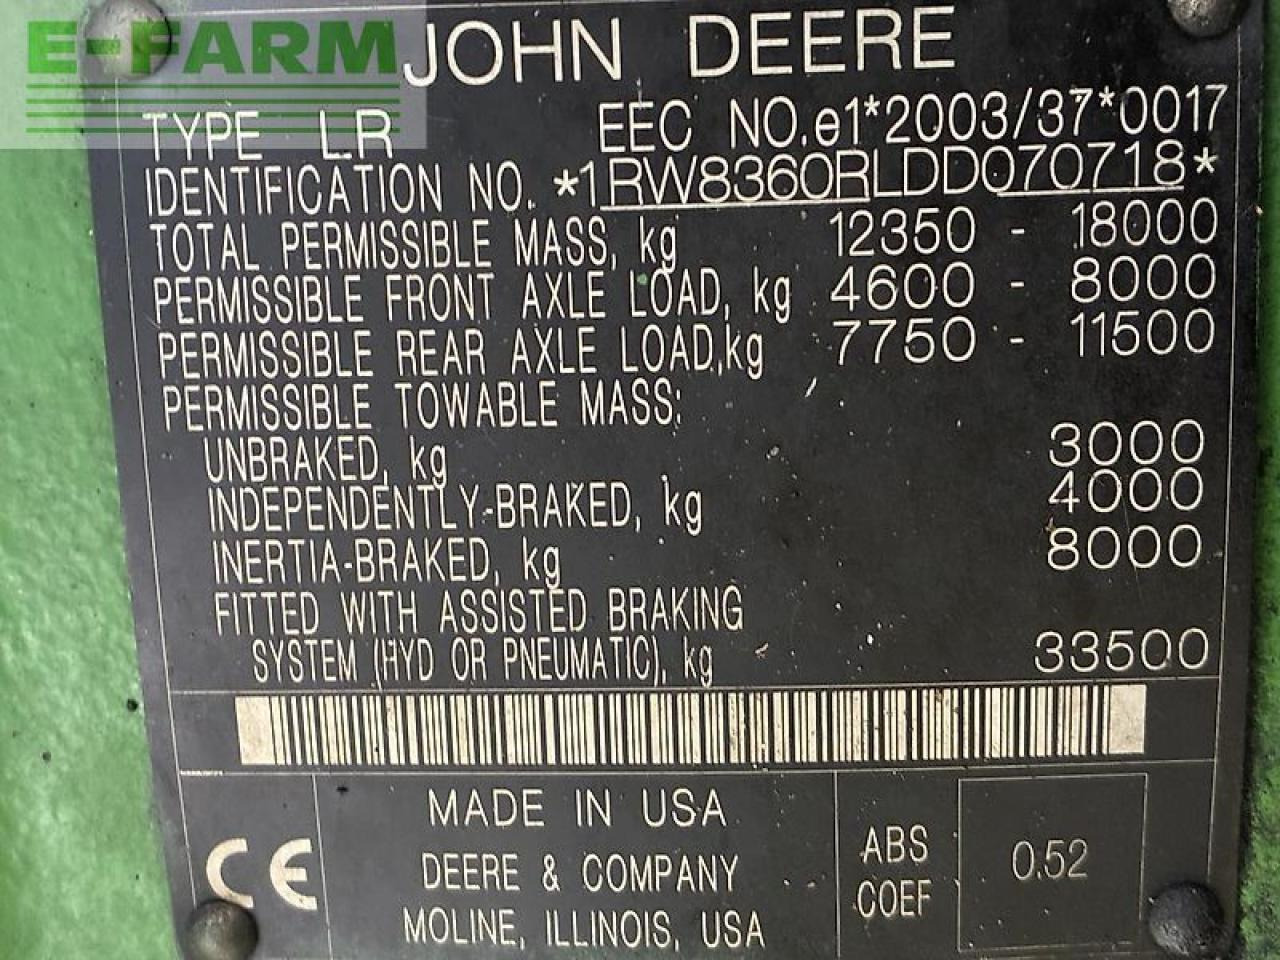 E-FARM
JOHN DEERE
TYPE LR EEC NO.e1*2003/37*0017
IDENTIFICATION NO. *1RW8360RLDD070718*
TOTAL PERMISSIBLE MASS, kg 12350 - 18000
PERMISSIBLE FRONT AXLE LOAD, kg 4600 - 8000
PERMISSIBLE REAR AXLE LOAD,kg 7750 - 11500
PERMISSIBLE TOWABLE MASS:
UNBRAKED, kg 3000
INDEPENDENTLY-BRAKED, kg 4000
INERTIA-BRAKED, kg 8000
FITTED WITH ASSISTED BRAKING
SYSTEM (HYD OR PNEUMATIC), kg 33500
CE
MADE IN USA
DEERE & COMPANY
MOLINE, ILLINOIS, USA
ABS
COEF
0.52